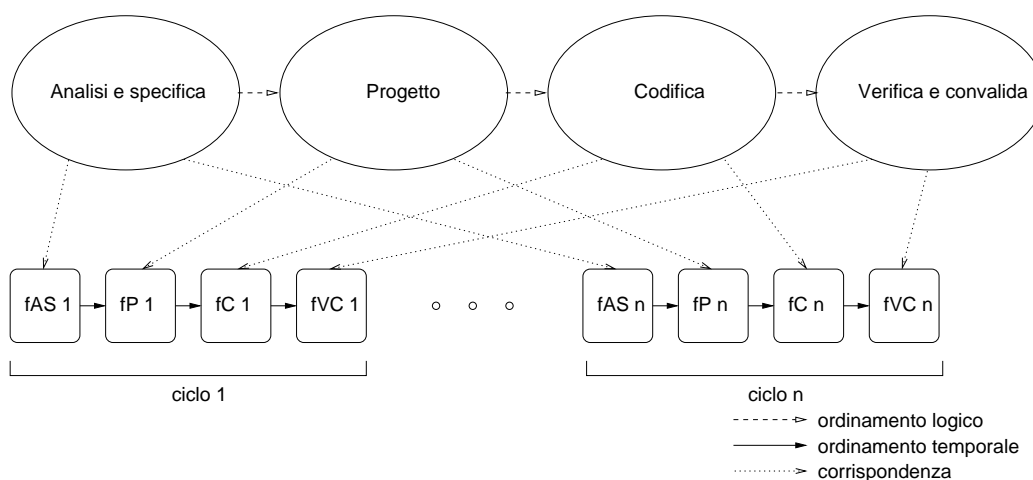 Analisi e specifica
Progetto
Codifica
Verifica e convalida
fAS 1
fP 1
fC 1
fVC 1
fAS n
fP n
fC n
fVC n
ciclo 1
ciclo n
ordinamento logico
ordinamento temporale
corrispondenza